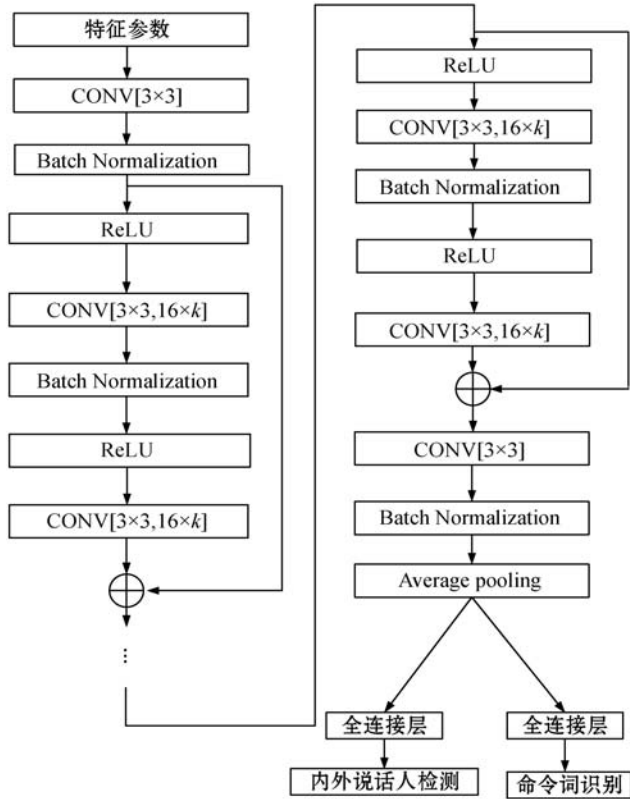 特征参数
CONV[3×3]
Batch Normalization
ReLU
CONV[3×3,16×k]
Batch Normalization
ReLU
CONV[3×3,16×k]
⋮
ReLU
CONV[3×3,16×k]
Batch Normalization
ReLU
CONV[3×3,16×k]
CONV[3×3]
Batch Normalization
Average pooling
全连接层
全连接层
内外说话人检测
命令词识别